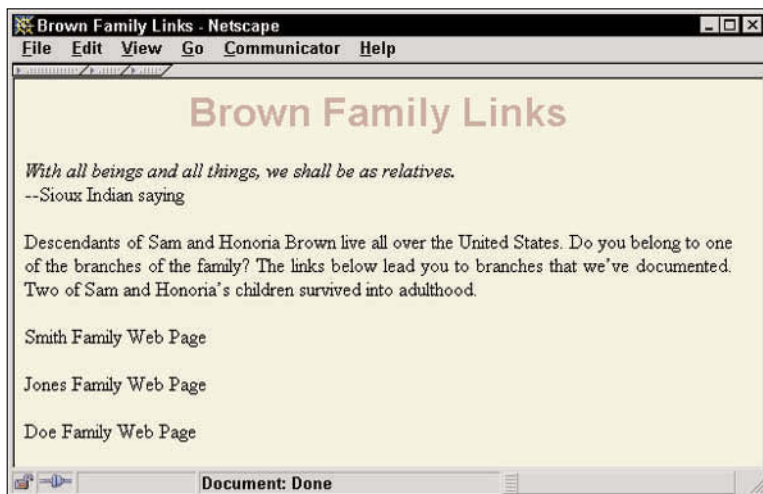 Brown Family Links - Netscape
File Edit View Go Communicator Help
Brown Family Links
With all beings and all things, we shall be as relatives.
--Sioux Indian saying
Descendants of Sam and Honoria Brown live all over the United States. Do you belong to one
of the branches of the family? The links below lead you to branches that we've documented.
Two of Sam and Honoria's children survived into adulthood.
Smith Family Web Page
Jones Family Web Page
Doe Family Web Page
Document: Done